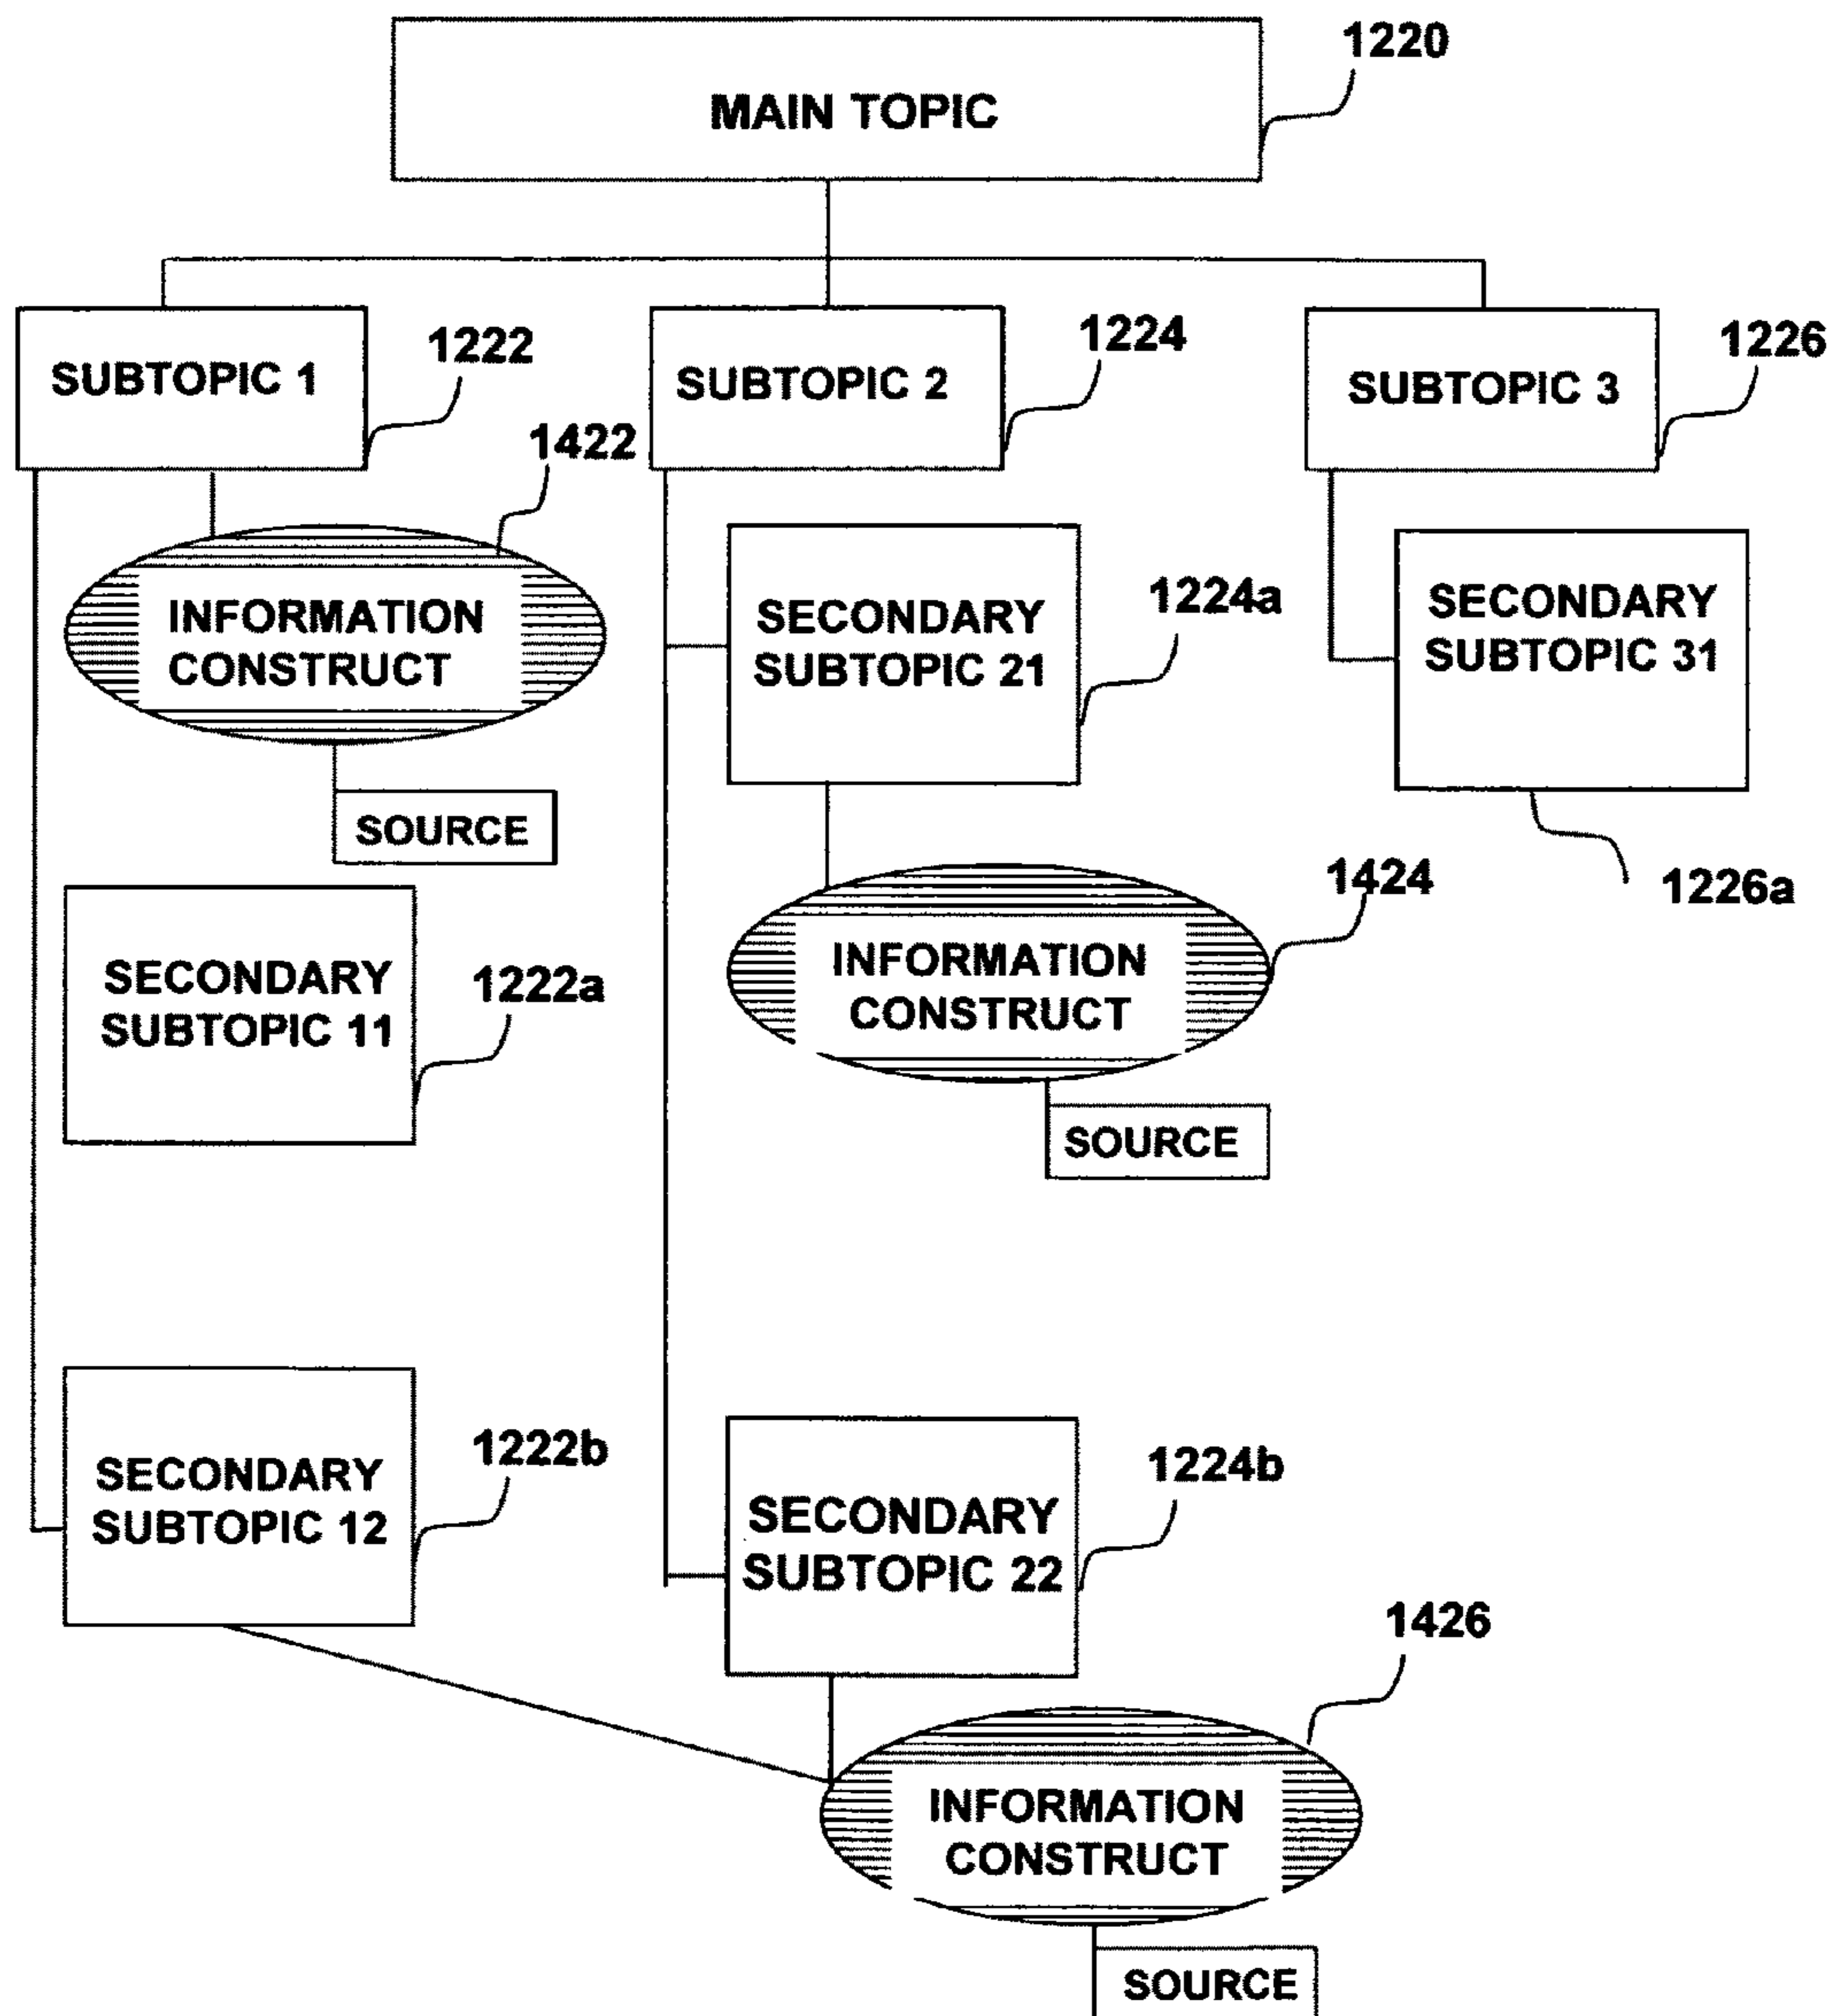 1220
MAIN TOPIC
SUBTOPIC 1
1222
SUBTOPIC 2
1224
SUBTOPIC 3
1226
1422
INFORMATION
CONSTRUCT
SOURCE
SECONDARY
SUBTOPIC 21
1224a
SECONDARY
SUBTOPIC 31
1226a
SECONDARY
SUBTOPIC 11
1222a
INFORMATION
CONSTRUCT
1424
SOURCE
SECONDARY
SUBTOPIC 12
1222b
SECONDARY
SUBTOPIC 22
1224b
1426
INFORMATION
CONSTRUCT
SOURCE